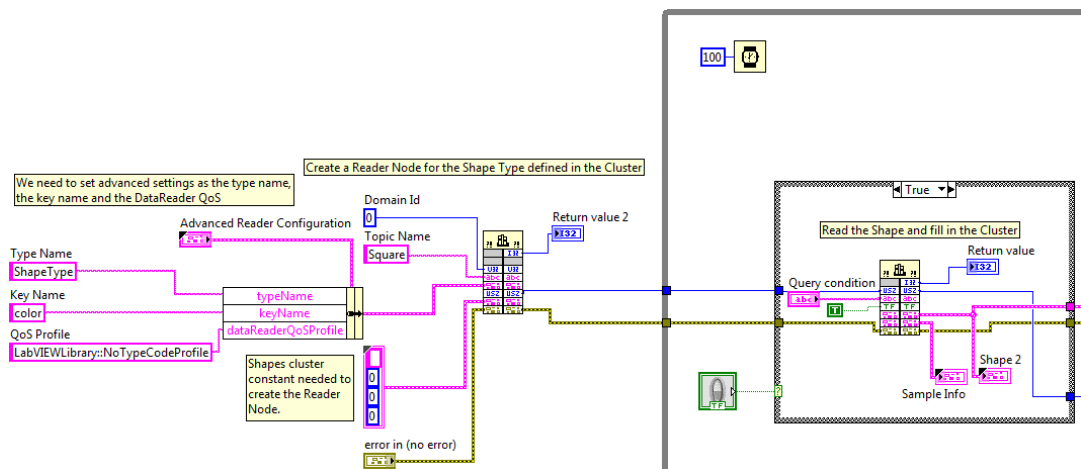 100
Create a Reader Node for the Shape Type defined in the Cluster
We need to set advanced settings as the type name,
the key name and the DataReader QoS
True
Domain Id
0
Advanced Reader Configuration
Return value 2
I32
Topic Name
Square
Read the Shape and fill in the Cluster
Type Name
ShapeType
Return value
I32
Query condition
abc
T
Key Name
color
typeName
keyName
dataReaderQoSProfile
QoS Profile
LabVIEWLibrary::NoTypeCodeProfile
Shapes cluster
constant needed to
create the Reader
Node.
0
0
0
Shape 2
Sample Info
TF
?
error in (no error)